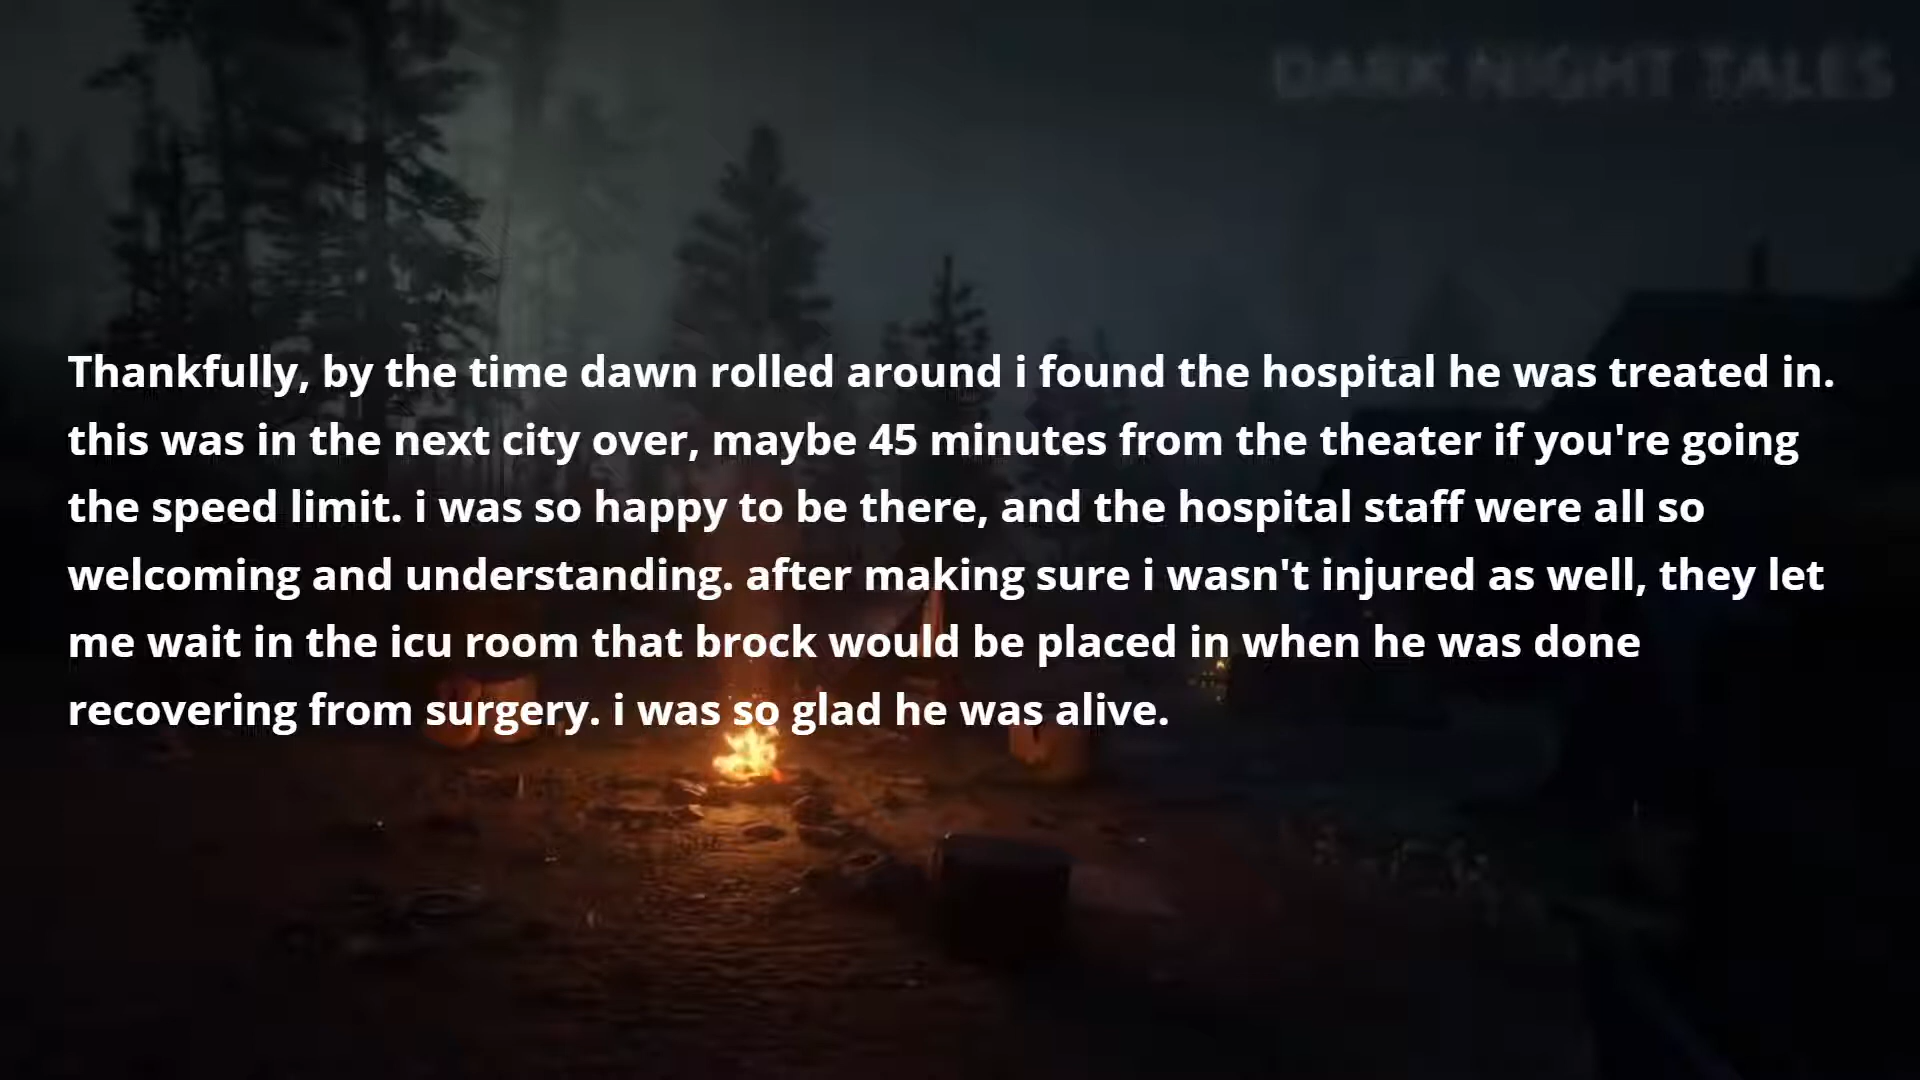 DARK NIGHT TALES
Thankfully, by the time dawn rolled around i found the hospital he was treated in.
this was in the next city over, maybe 45 minutes from the theater if you're going
the speed limit. i was so happy to be there, and the hospital staff were all so
welcoming and understanding. after making sure i wasn't injured as well, they let
me wait in the icu room that brock would be placed in when he was done
recovering from surgery. i was so glad he was alive.